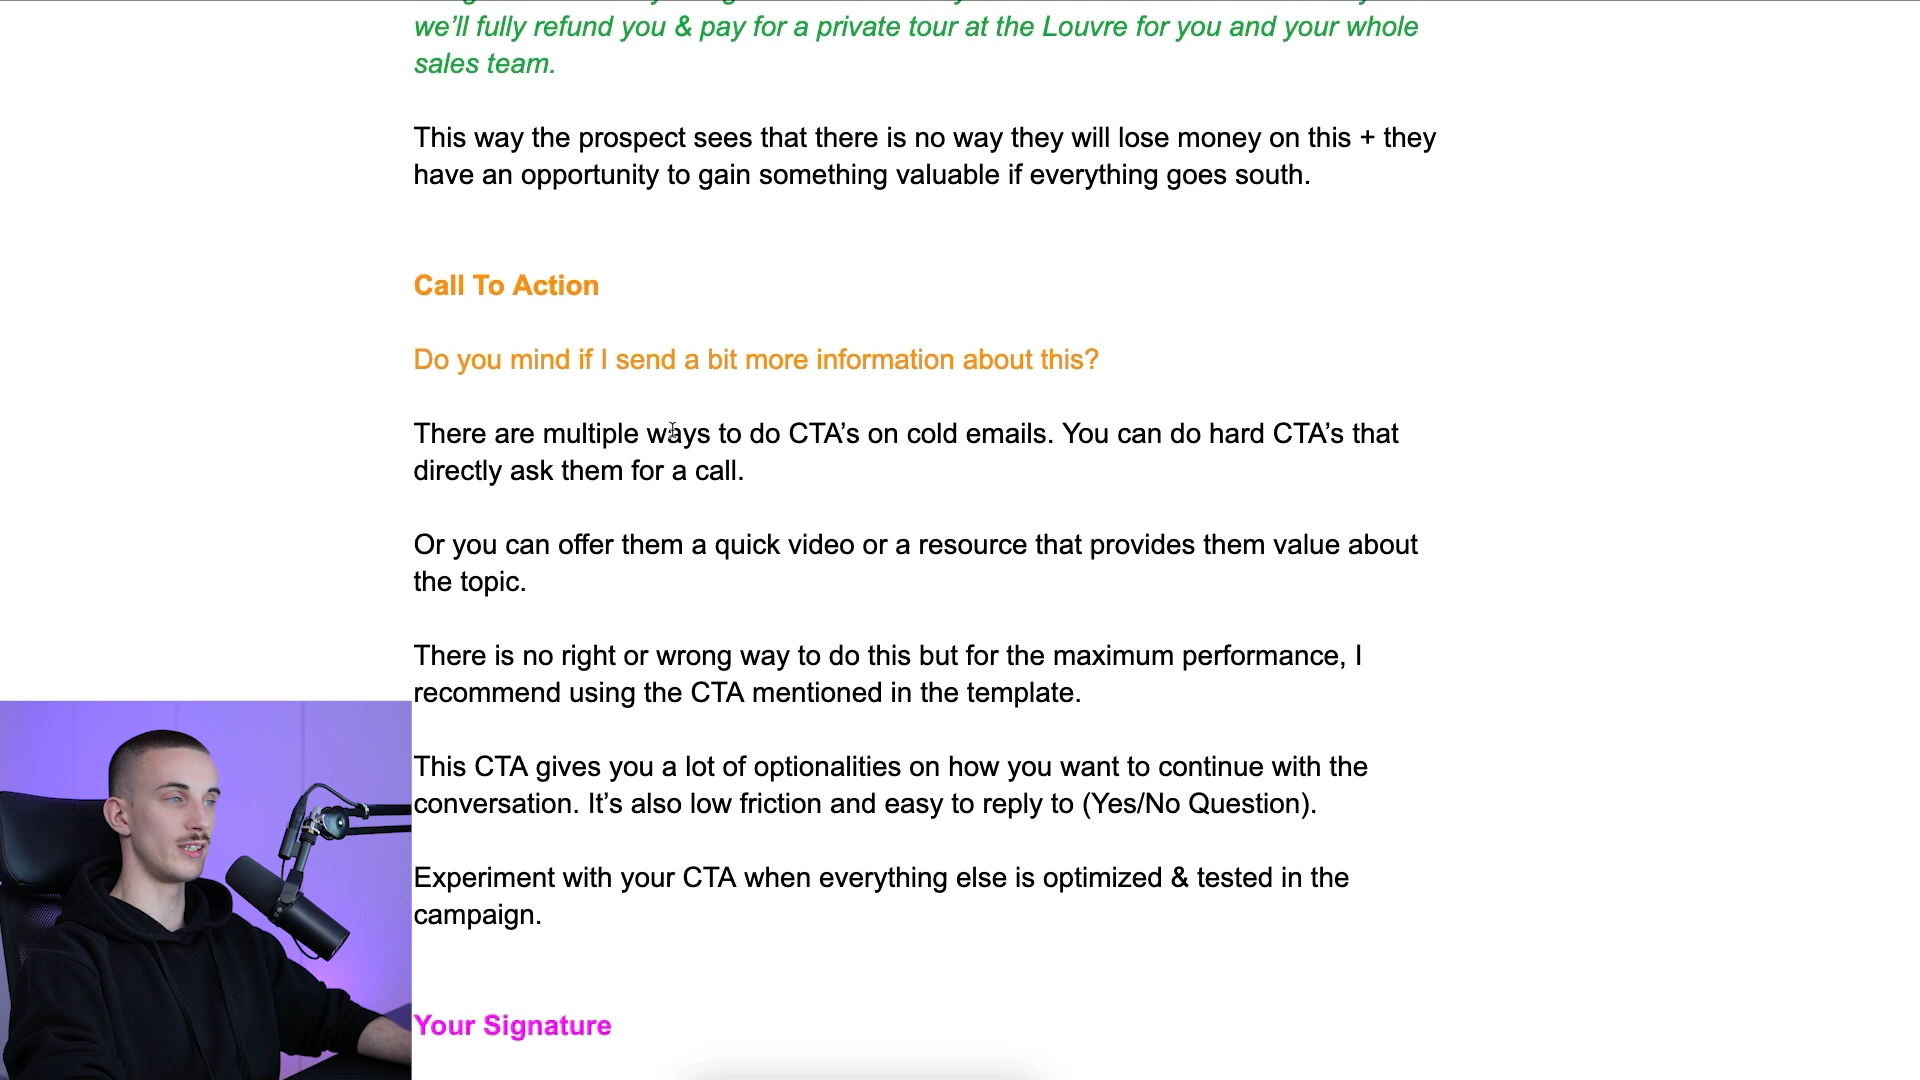 we’ll fully refund you & pay for a private tour at the Louvre for you and your whole
sales team.
This way the prospect sees that there is no way they will lose money on this + they
have an opportunity to gain something valuable if everything goes south.
Call To Action
Do you mind if I send a bit more information about this?
There are multiple ways to do CTA’s on cold emails. You can do hard CTA’s that
directly ask them for a call.
Or you can offer them a quick video or a resource that provides them value about
the topic.
There is no right or wrong way to do this but for the maximum performance, I
recommend using the CTA mentioned in the template.
This CTA gives you a lot of optionalities on how you want to continue with the
conversation. It’s also low friction and easy to reply to (Yes/No Question).
Experiment with your CTA when everything else is optimized & tested in the
campaign.
Your Signature